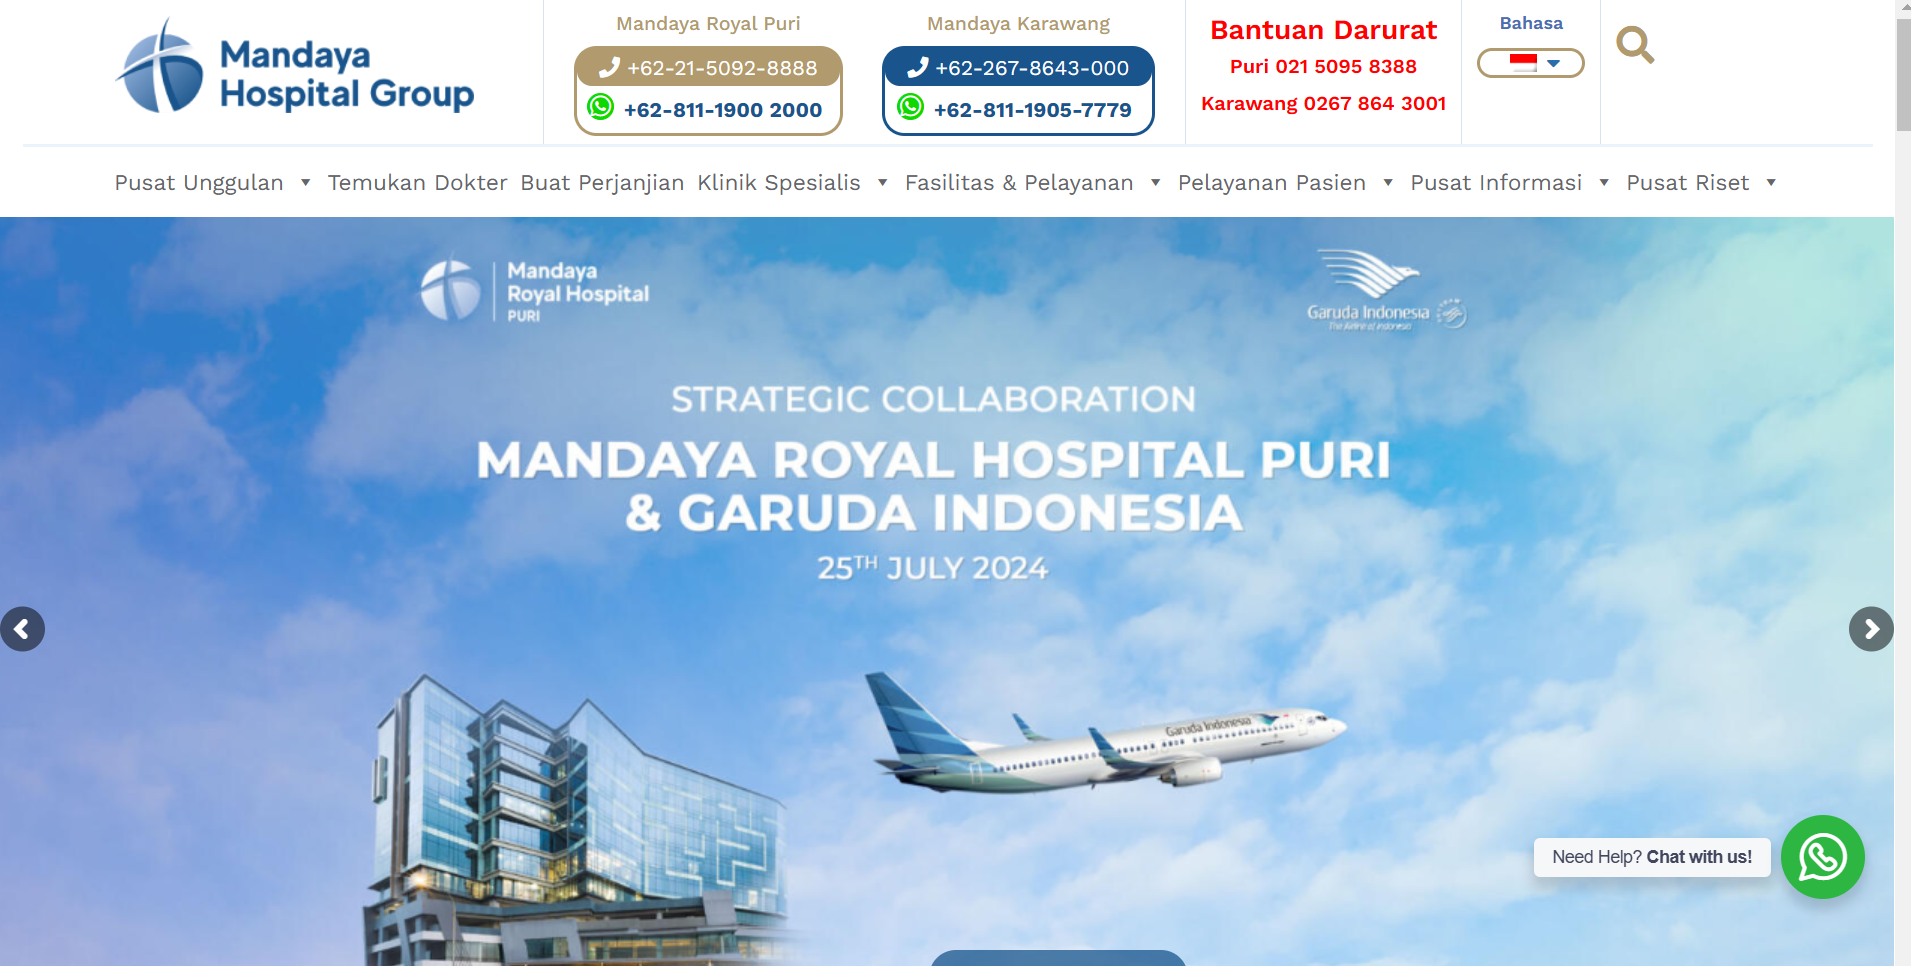 Mandaya
Hospital Group
Mandaya Royal Puri
+62-21-5092-8888
+62-811-1900 2000
Mandaya Karawang
+62-267-8643-000
+62-811-1905-7779
Bantuan Darurat
Puri 021 5095 8388
Karawang 0267 864 3001
Bahasa
Pusat Unggulan Temukan Dokter Buat Perjanjian Klinik Spesialis Fasilitas & Pelayanan Pelayanan Pasien Pusat Informasi Pusat Riset
Mandaya
Royal Hospital
PURI
Garuda Indonesia
The Airline of Indonesia
STRATEGIC COLLABORATION
MANDAYA ROYAL HOSPITAL PURI
& GARUDA INDONESIA
25TH JULY 2024
Garuda Indonesia
Need Help? Chat with us!